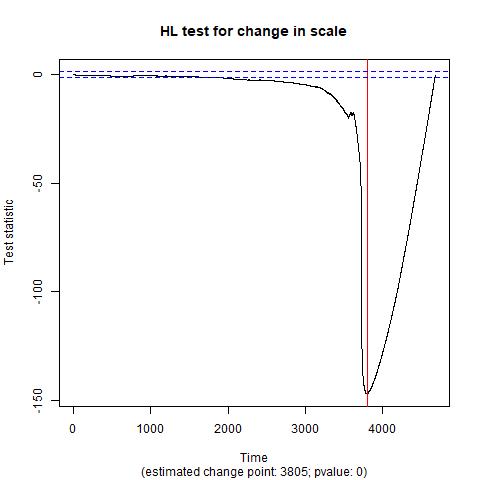 HL test for change in scale
Test statistic
0
-50
-100
-150
0 1000 2000 3000 4000
Time
(estimated change point: 3805; pvalue: 0)